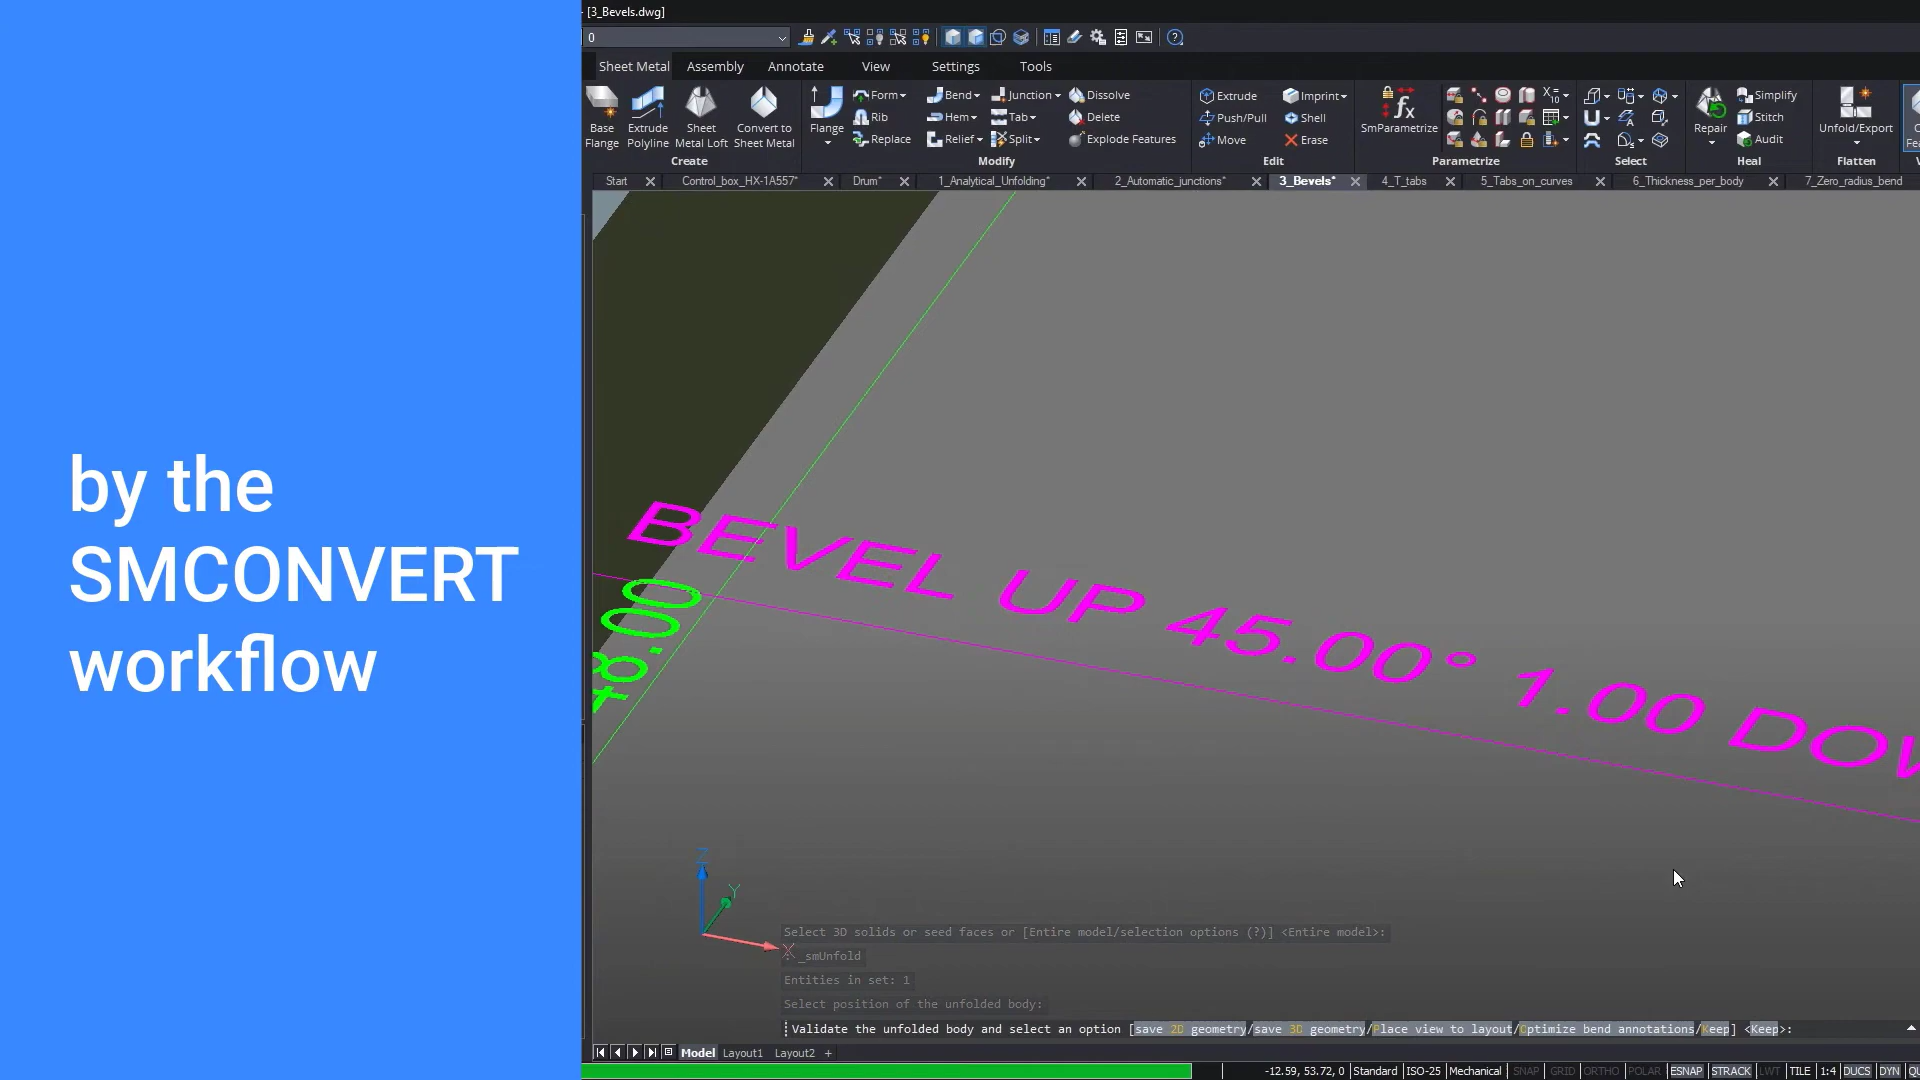 by the
SMCONVERT
workflow
- [3_Bevels.dwg]
0
Sheet Metal Assembly Annotate View Settings Tools
Base Flange
Extrude Polyline
Sheet Metal Loft
Convert to Sheet Metal
Create
Flange
Form Bend Junction Dissolve
Rib Hem Tab Delete
Replace Relief Split Explode Features
Modify
Extrude Imprint
Push/Pull Shell
Move Erase
Edit
SmParametrize
Parametrize
Select
Repair
Simplify
Stitch
Audit
Heal
Unfold/Export
Flatten
Start Control_box_HX-1A557* Drum* 1_Analytical_Unfolding* 2_Automatic_junctions* 3_Bevels* 4_T_tabs 5_Tabs_on_curves 6_Thickness_per_body 7_Zero_radius_bend
BEVEL UP 45.00° 1.00 DOW
48.00
Z
Y
X
Select 3D solids or seed faces or [Entire model/selection options (?)] <Entire model>:
: _smUnfold
Entities in set: 1
Select position of the unfolded body:
Validate the unfolded body and select an option [save 2D geometry/save 3D geometry/Place view to layout/Optimize bend annotations/Keep] <Keep>:
Model Layout1 Layout2 +
-12.59, 53.72, 0 Standard ISO-25 Mechanical SNAP GRID ORTHO POLAR ESNAP STRACK LWT TILE 1:4 DUCS DYN